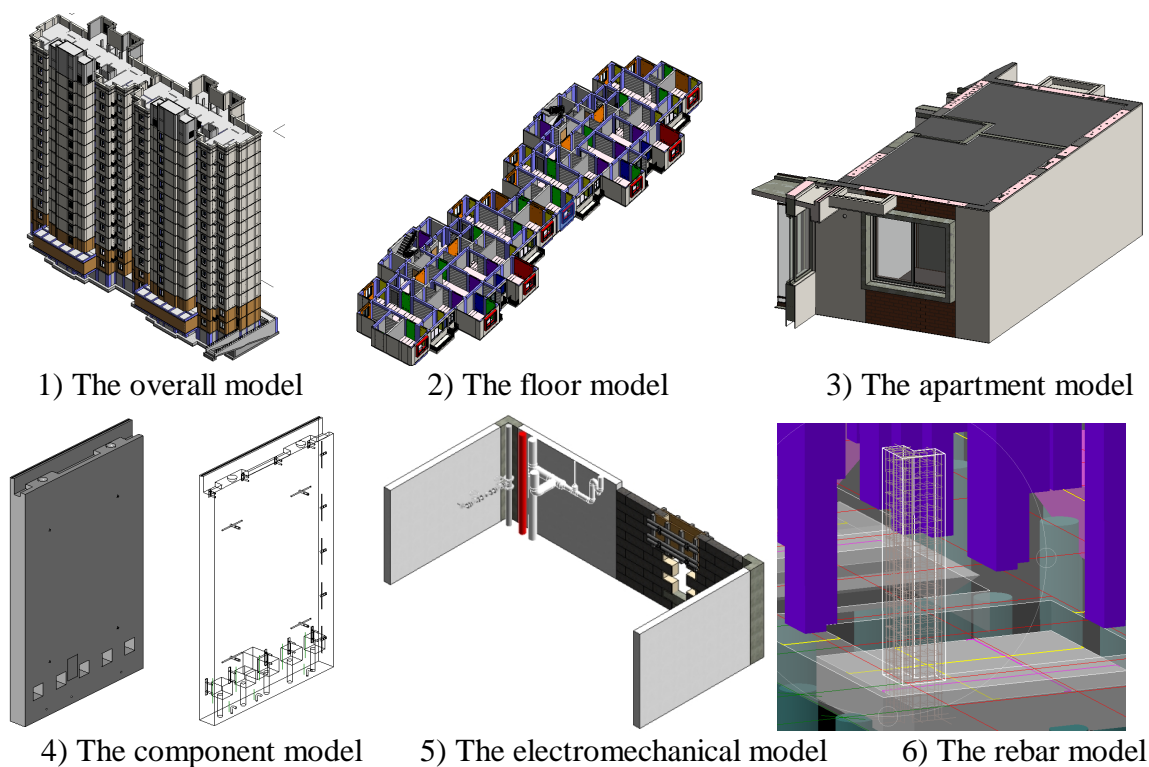 1) The overall model
2) The floor model
3) The apartment model
4) The component model
5) The electromechanical model
6) The rebar model